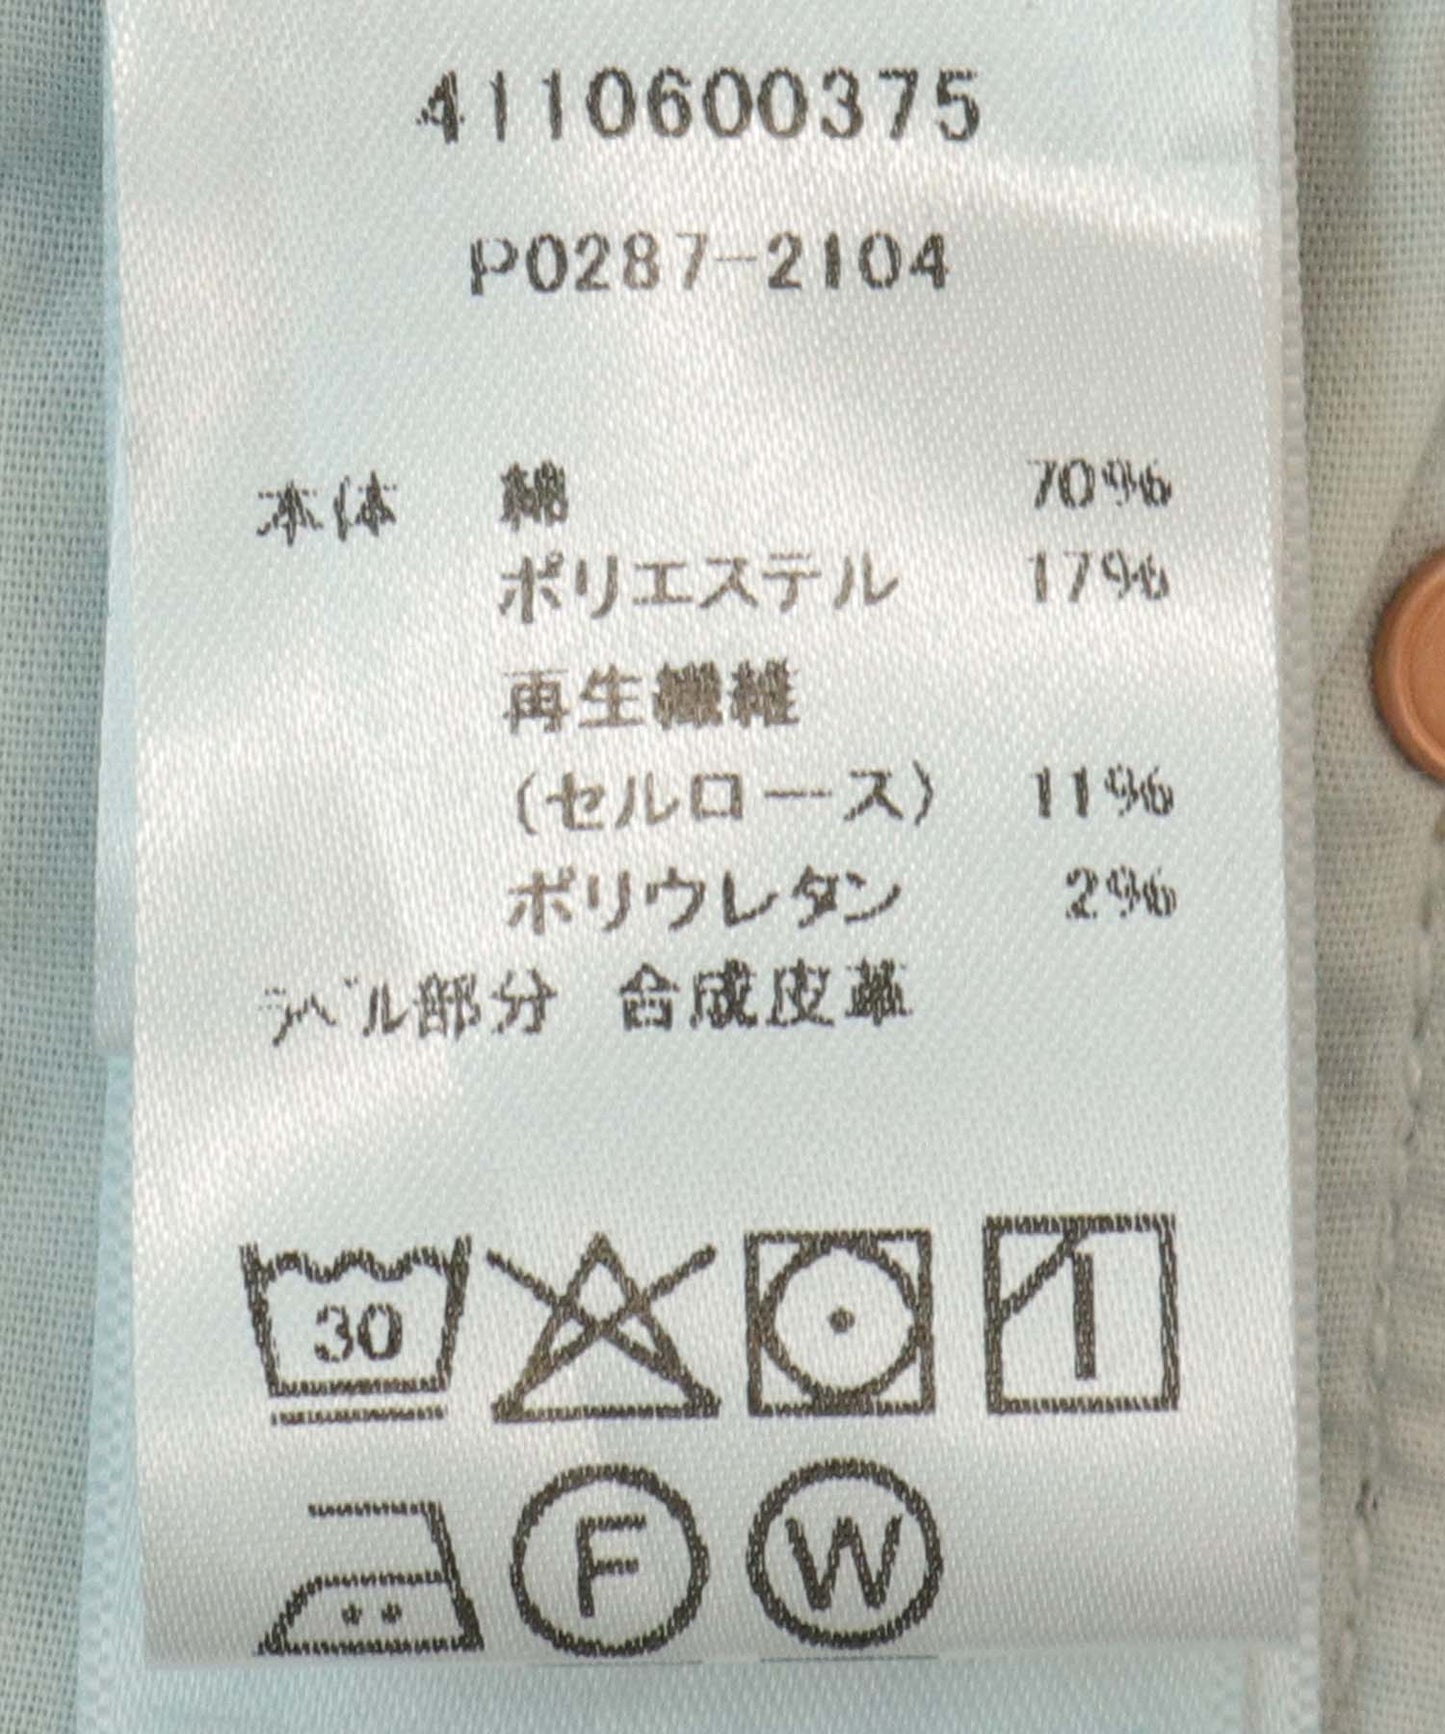 4110600375
P0287-2104
本体 綿 70%
ポリエステル 17%
再生繊維
(セルロース) 11%
ポリウレタン 2%
ラベル部分 合成皮革
30
F W